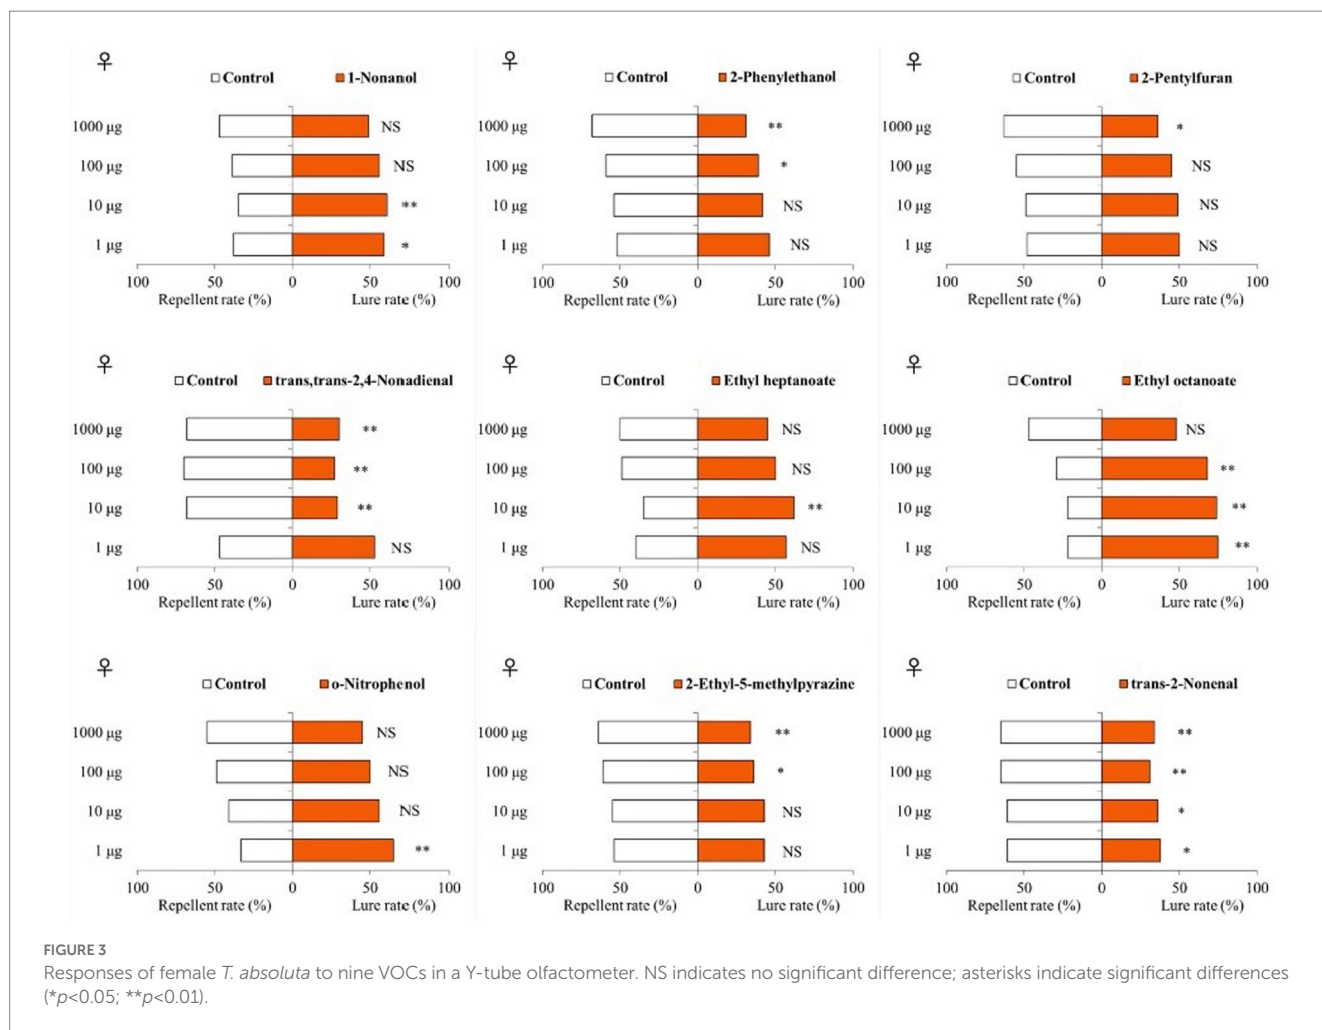 ♀ ♀ ♀
Control 1-Nonanol Control 2-Phenylethanol Control 2-Pentylfuran
1000 µg NS 1000 µg ** 1000 µg *
100 µg NS 100 µg * 100 µg NS
10 µg ** 10 µg NS 10 µg NS
1 µg * 1 µg NS 1 µg NS
100 50 0 50 100 100 50 0 50 100 100 50 0 50 100
Repellent rate (%) Lure rate (%) Repellent rate (%) Lure rate (%) Repellent rate (%) Lure rate (%)
♀ ♀ ♀
Control trans,trans-2,4-Nonadienal Control Ethyl heptanoate Control Ethyl octanoate
1000 µg ** 1000 µg NS 1000 µg NS
100 µg ** 100 µg NS 100 µg **
10 µg ** 10 µg ** 10 µg **
1 µg NS 1 µg NS 1 µg **
100 50 0 50 100 100 50 0 50 100 100 50 0 50 100
Repellent rate (%) Lure rate (%) Repellent rate (%) Lure rate (%) Repellent rate (%) Lure rate (%)
♀ ♀ ♀
Control o-Nitrophenol Control 2-Ethyl-5-methylpyrazine Control trans-2-Nonenal
1000 µg NS 1000 µg ** 1000 µg **
100 µg NS 100 µg * 100 µg **
10 µg NS 10 µg NS 10 µg *
1 µg ** 1 µg NS 1 µg *
100 50 0 50 100 100 50 0 50 100 100 50 0 50 100
Repellent rate (%) Lure rate (%) Repellent rate (%) Lure rate (%) Repellent rate (%) Lure rate (%)
FIGURE 3
Responses of female T. absoluta to nine VOCs in a Y-tube olfactometer. NS indicates no significant difference; asterisks indicate significant differences
(*p<0.05; **p<0.01).